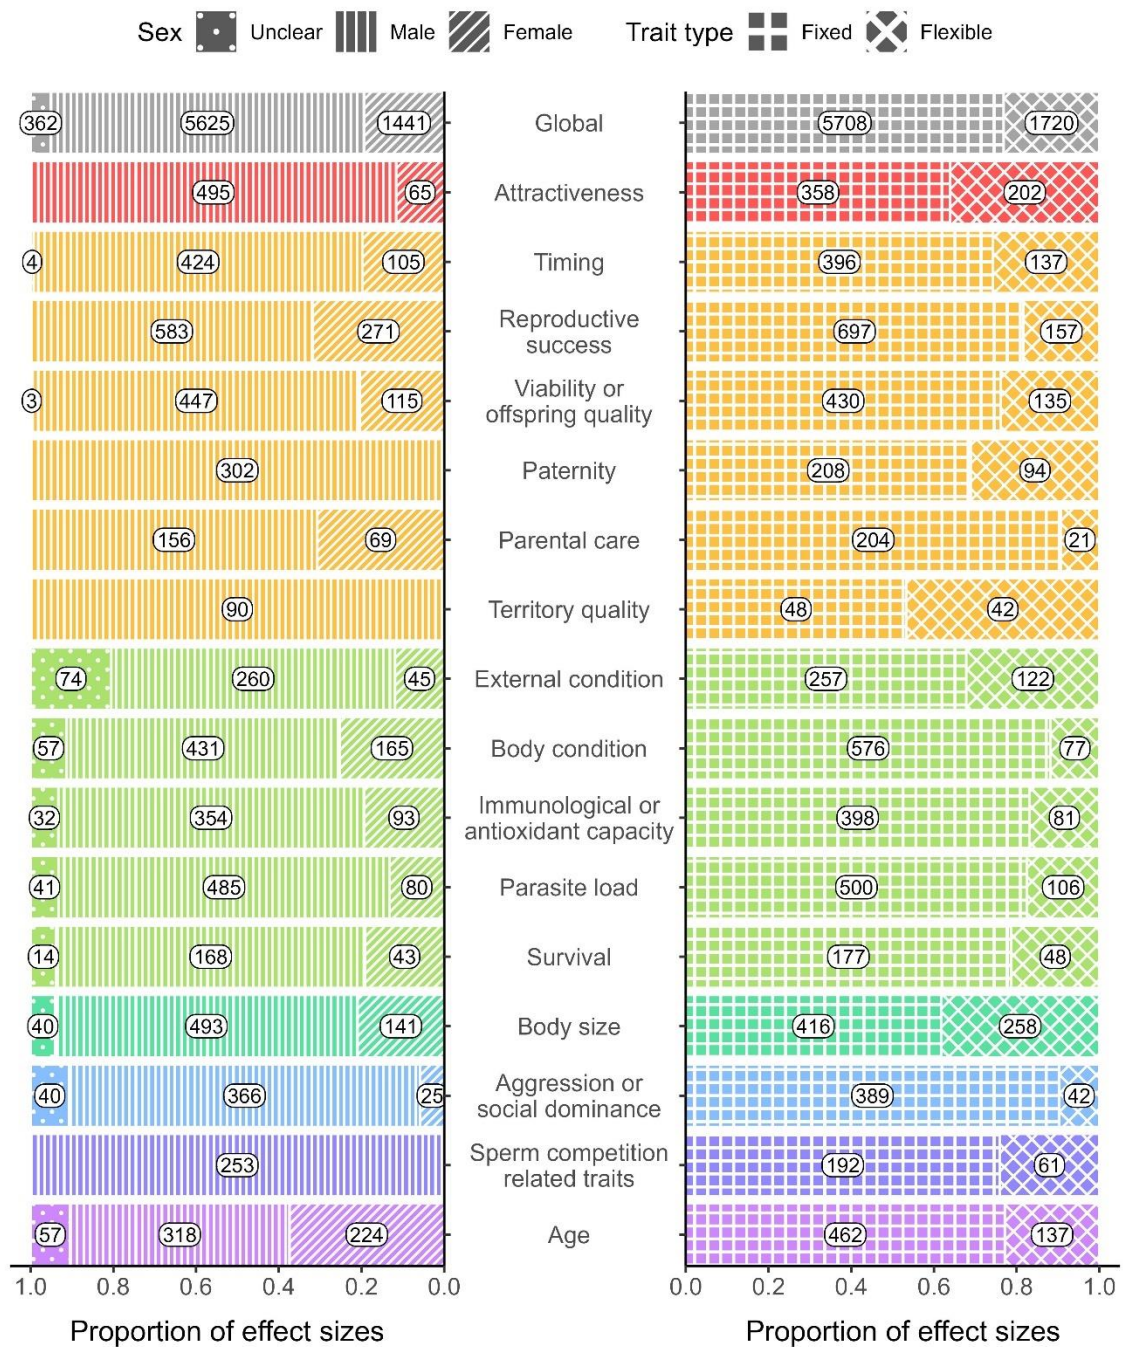 Sex Unclear Male Female Trait type Fixed Flexible
362 5625 1441 Global 5708 1720
495 65 Attractiveness 358 202
4 424 105 Timing 396 137
583 271 Reproductive
success 697 157
3 447 115 Viability or
offspring quality 430 135
302 Paternity 208 94
156 69 Parental care 204 21
90 Territory quality 48 42
74 260 45 External condition 257 122
57 431 165 Body condition 576 77
32 354 93 Immunological or
antioxidant capacity 398 81
41 485 80 Parasite load 500 106
14 168 43 Survival 177 48
40 493 141 Body size 416 258
40 366 25 Aggression or
social dominance 389 42
253 Sperm competition
related traits 192 61
57 318 224 Age 462 137
1.0 0.8 0.6 0.4 0.2 0.0 0.0 0.2 0.4 0.6 0.8 1.0
Proportion of effect sizes Proportion of effect sizes